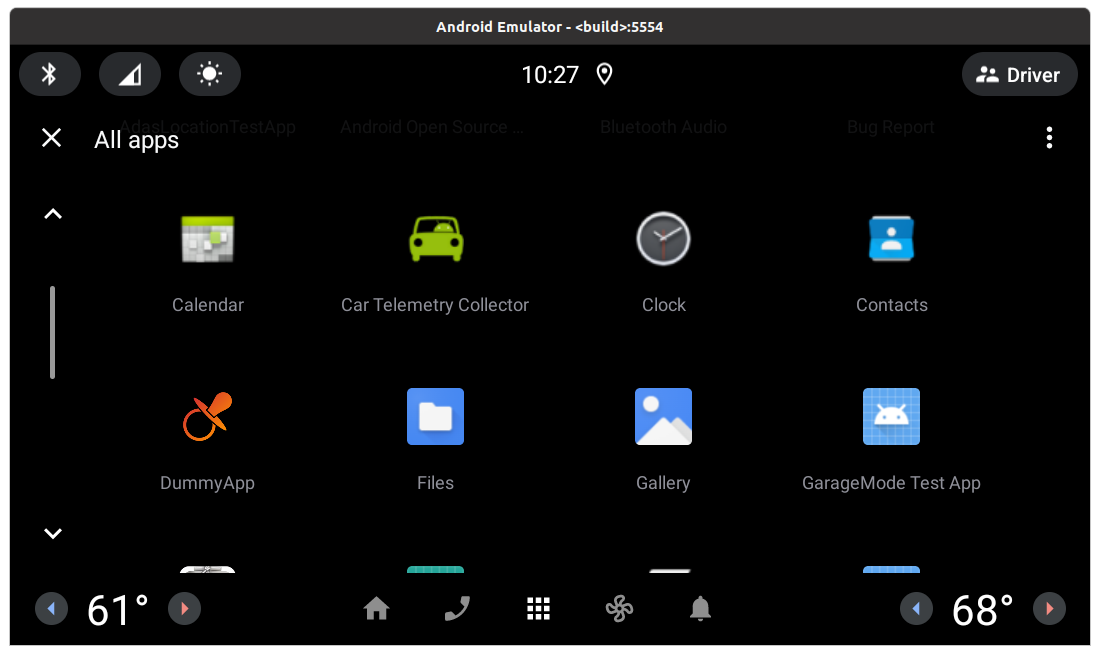 Android Emulator - <build>:5554
10:27
Driver
AdasLocationTestApp
Android Open Source ...
Bluetooth Audio
Bug Report
All apps
Calendar
Car Telemetry Collector
Clock
Contacts
DummyApp
Files
Gallery
GarageMode Test App
61°
68°